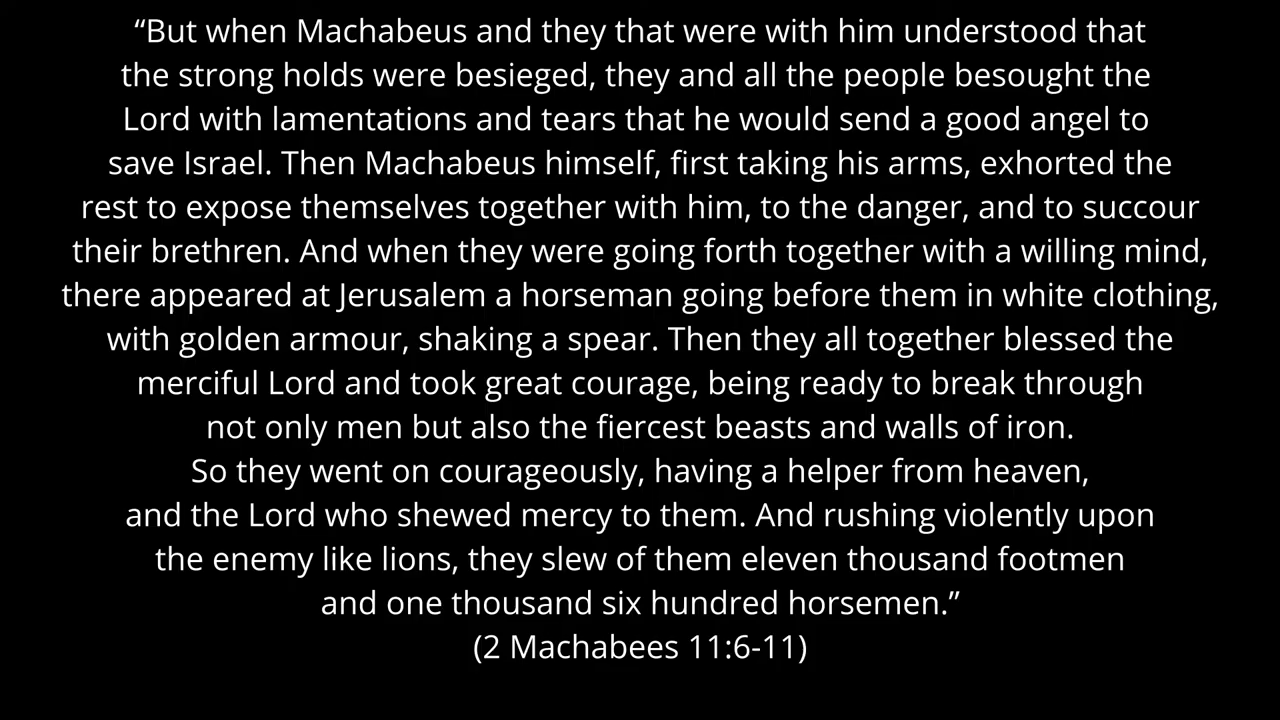 “But when Machabeus and they that were with him understood that
the strong holds were besieged, they and all the people besought the
Lord with lamentations and tears that he would send a good angel to
save Israel. Then Machabeus himself, first taking his arms, exhorted the
rest to expose themselves together with him, to the danger, and to succour
their brethren. And when they were going forth together with a willing mind,
there appeared at Jerusalem a horseman going before them in white clothing,
with golden armour, shaking a spear. Then they all together blessed the
merciful Lord and took great courage, being ready to break through
not only men but also the fiercest beasts and walls of iron.
So they went on courageously, having a helper from heaven,
and the Lord who shewed mercy to them. And rushing violently upon
the enemy like lions, they slew of them eleven thousand footmen
and one thousand six hundred horsemen.”
(2 Machabees 11:6-11)